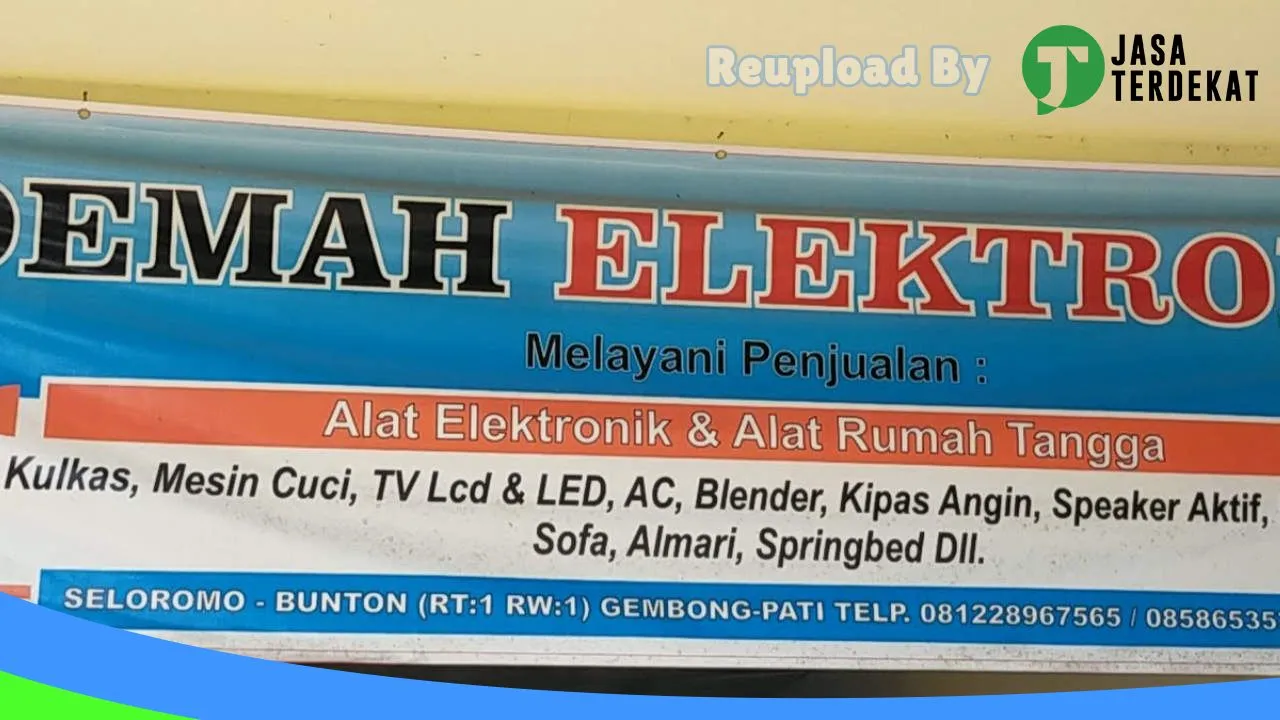 Reupload By
JASA
TERDEKAT
DEMAH ELEKTRO
Melayani Penjualan :
Alat Elektronik & Alat Rumah Tangga
Kulkas, Mesin Cuci, TV Lcd & LED, AC, Blender, Kipas Angin, Speaker Aktif,
Sofa, Almari, Springbed Dll.
SELOROMO - BUNTON (RT:1 RW:1) GEMBONG-PATI TELP. 081228967565 / 08586535